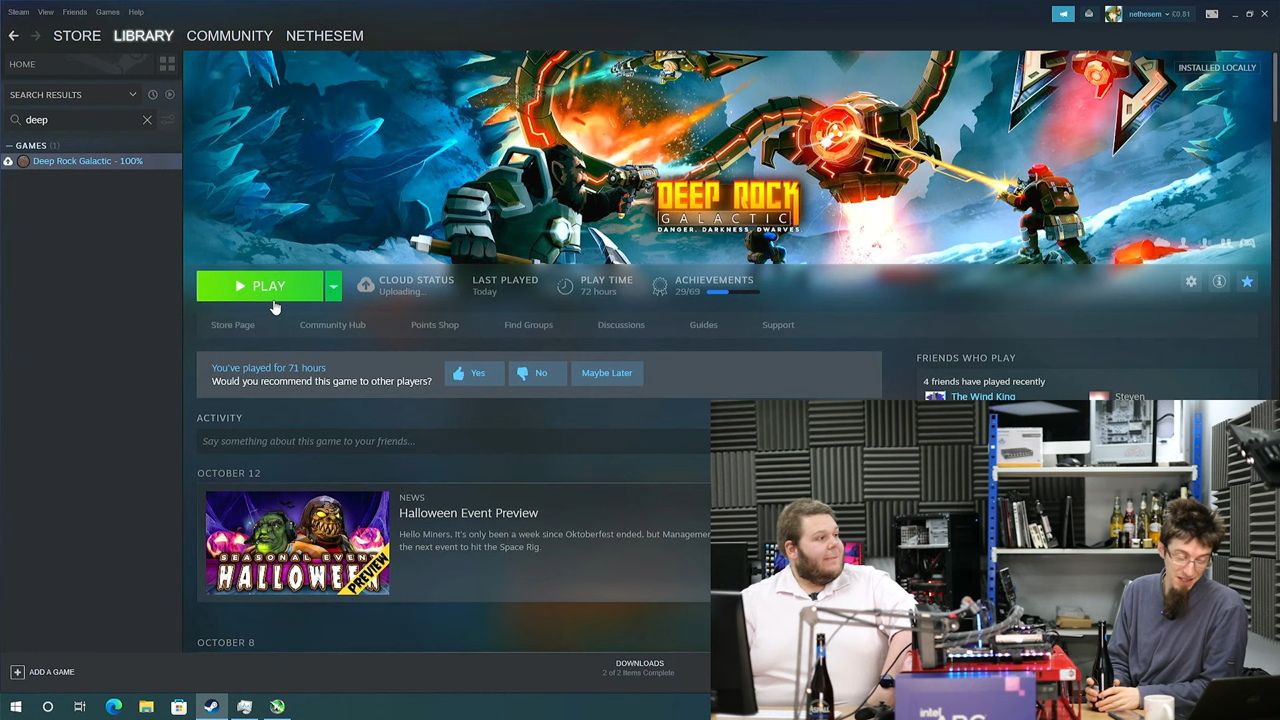 Steam View Friends Games Help
nethesem £0.81
STORE LIBRARY COMMUNITY NETHESEM
HOME
INSTALLED LOCALLY
SEARCH RESULTS
deep
GAMES (1)
Deep Rock Galactic - 100%
DEEP ROCK
GALACTIC
DANGER. DARKNESS. DWARVES.
PLAY
CLOUD STATUS
Uploading...
LAST PLAYED
Today
PLAY TIME
72 hours
ACHIEVEMENTS
29/69
Store Page Community Hub Points Shop Find Groups Discussions Guides Support
You've played for 71 hours
Would you recommend this game to other players?
Yes No Maybe Later
FRIENDS WHO PLAY
4 friends have played recently
The Wind King Steven
ACTIVITY
Say something about this game to your friends...
OCTOBER 12
SEASONAL EVENT
HALLOWEEN
PREVIEW
NEWS
Halloween Event Preview
Hello Miners, It's only been a week since Oktoberfest ended, but Managemen
the next event to hit the Space Rig.
OCTOBER 8
ADD A GAME
DOWNLOADS
2 of 2 Items Complete
intel
ARC